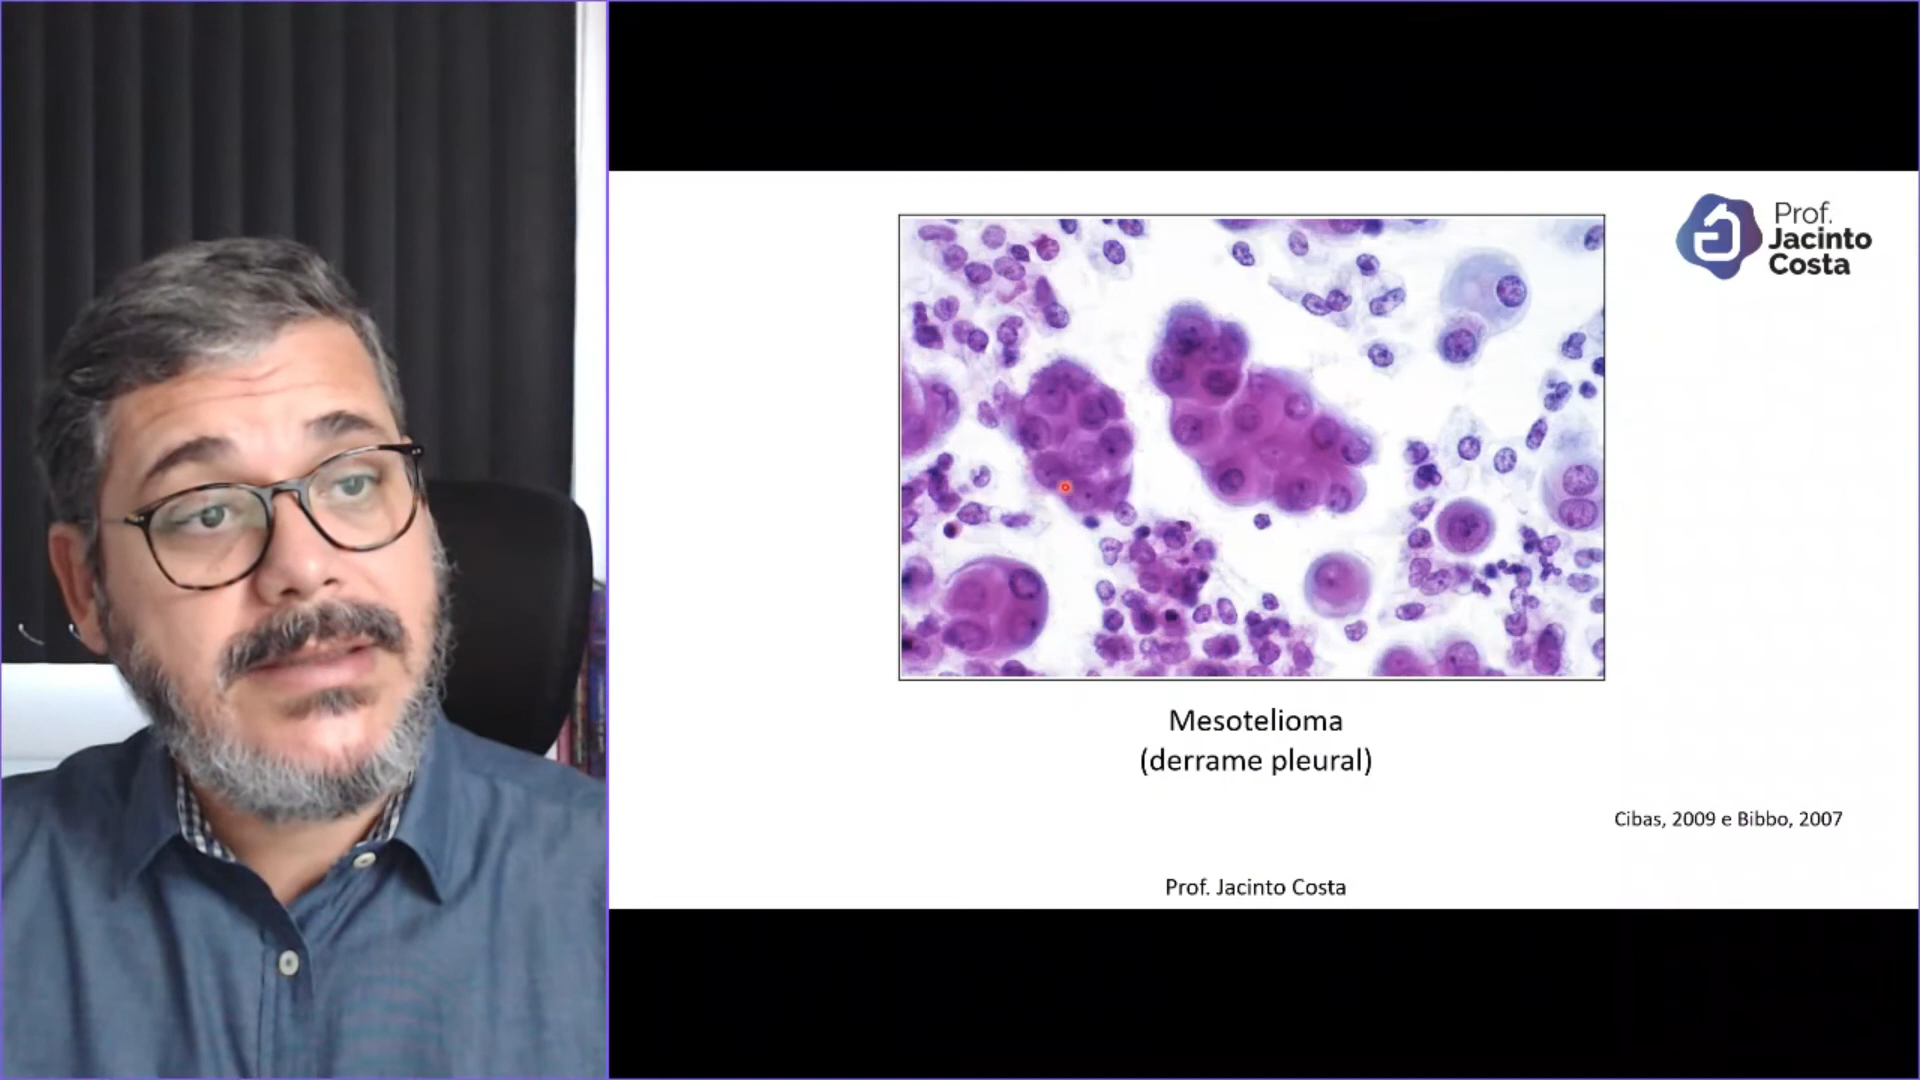 Prof.
Jacinto
Costa
Mesotelioma
(derrame pleural)
Cibas, 2009 e Bibbo, 2007
Prof. Jacinto Costa